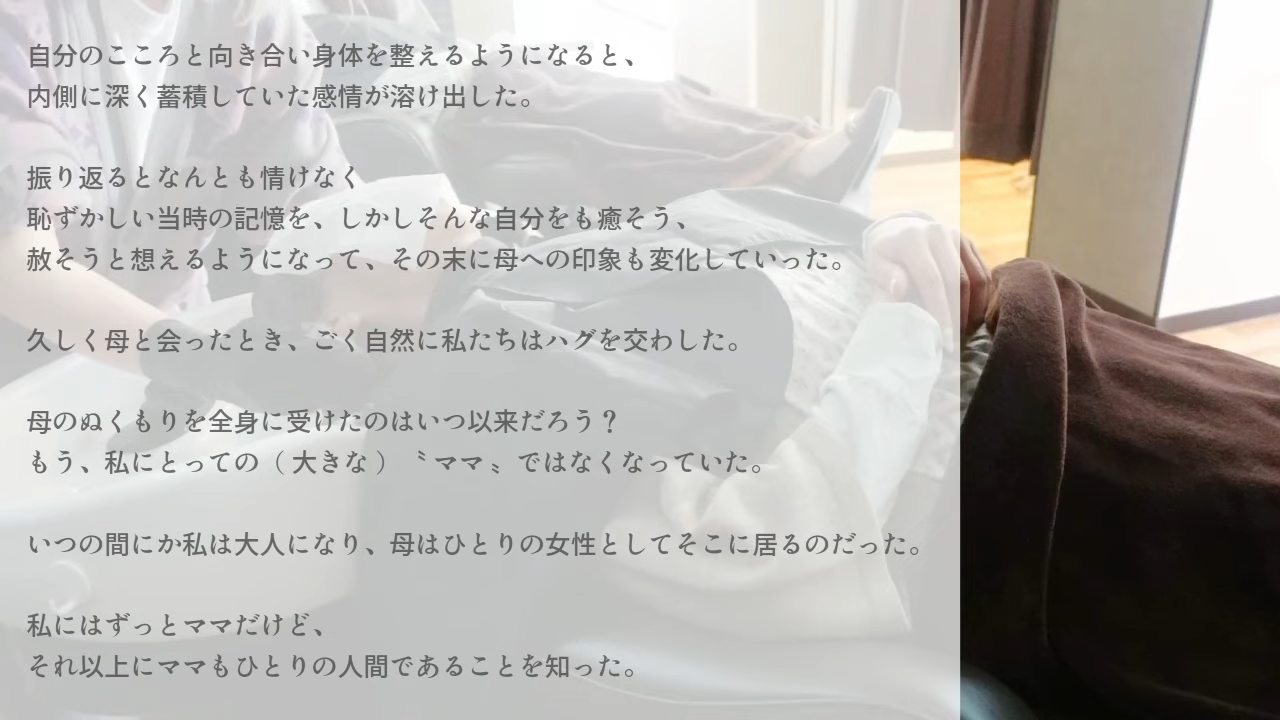 自分のこころと向き合い身体を整えるようになると、
内側に深く蓄積していた感情が溶け出した。
振り返るとなんとも情けなく
恥ずかしい当時の記憶を、しかしそんな自分をも癒そう、
赦そうと想えるようになって、その末に母への印象も変化していった。
久しく母と会ったとき、ごく自然に私たちはハグを交わした。
母のぬくもりを全身に受けたのはいつ以来だろう？
もう、私にとっての（大きな）〝ママ〟ではなくなっていた。
いつの間にか私は大人になり、母はひとりの女性としてそこに居るのだった。
私にはずっとママだけど、
それ以上にママもひとりの人間であることを知った。